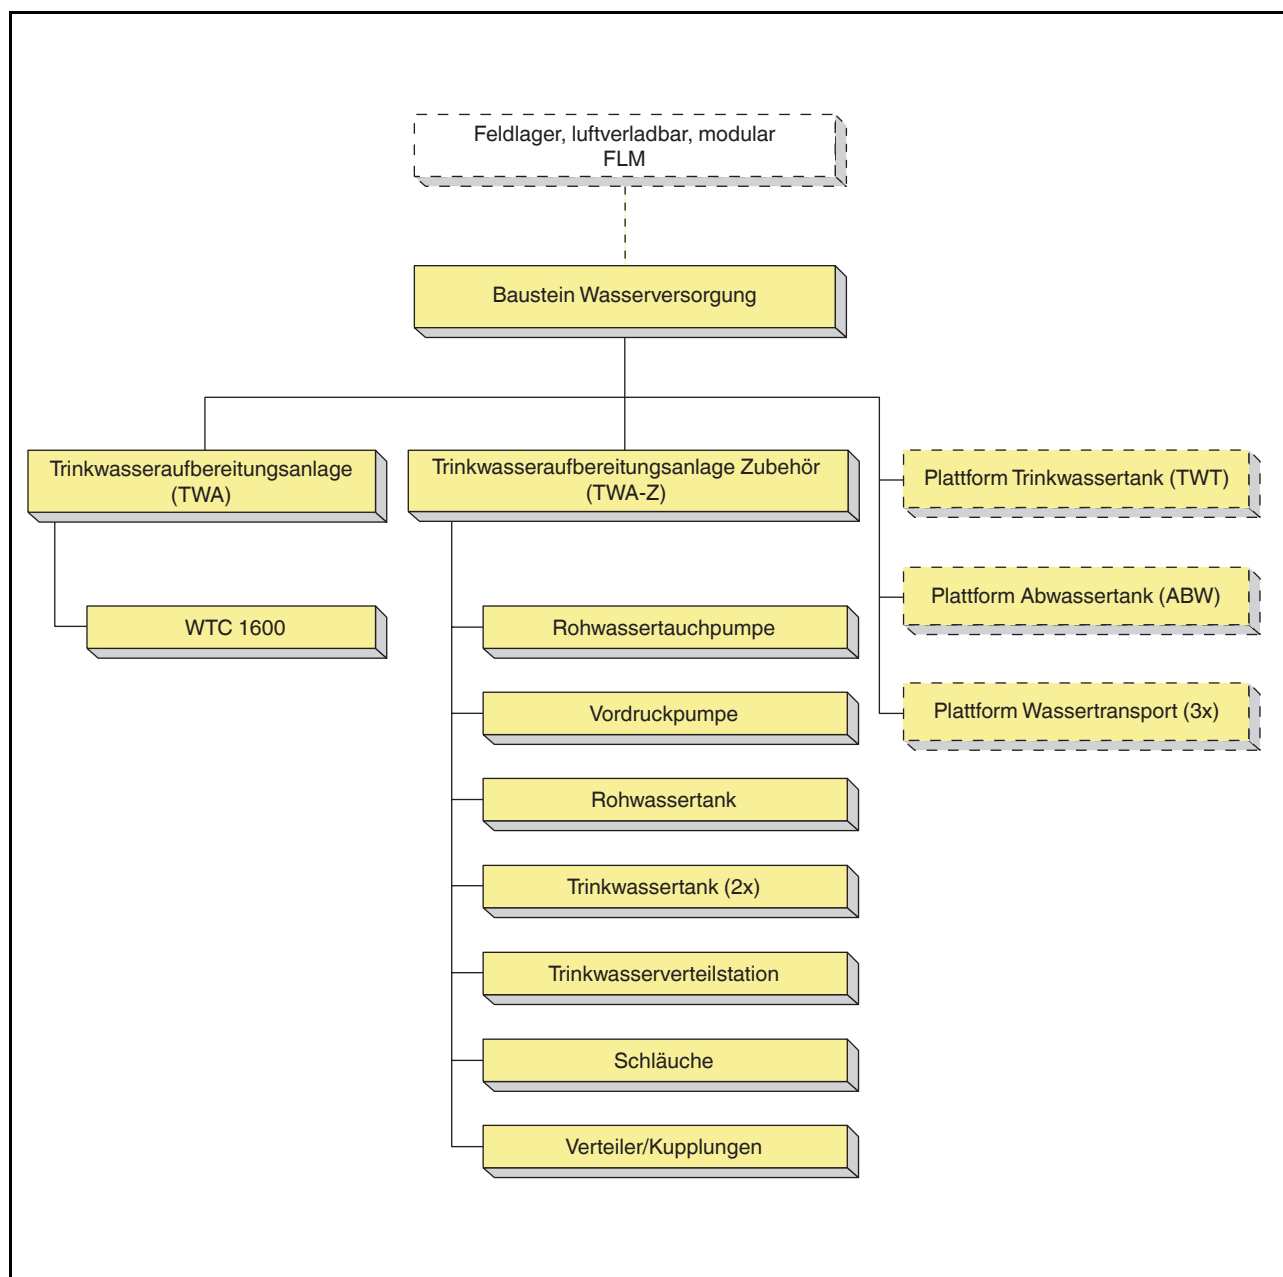 Feldlager, luftverladbar, modular
FLM
Baustein Wasserversorgung
Trinkwasseraufbereitungsanlage
(TWA)
WTC 1600
Trinkwasseraufbereitungsanlage Zubehör
(TWA-Z)
Rohwassertauchpumpe
Vordruckpumpe
Rohwassertank
Trinkwassertank (2x)
Trinkwasserverteilstation
Schläuche
Verteiler/Kupplungen
Plattform Trinkwassertank (TWT)
Plattform Abwassertank (ABW)
Plattform Wassertransport (3x)